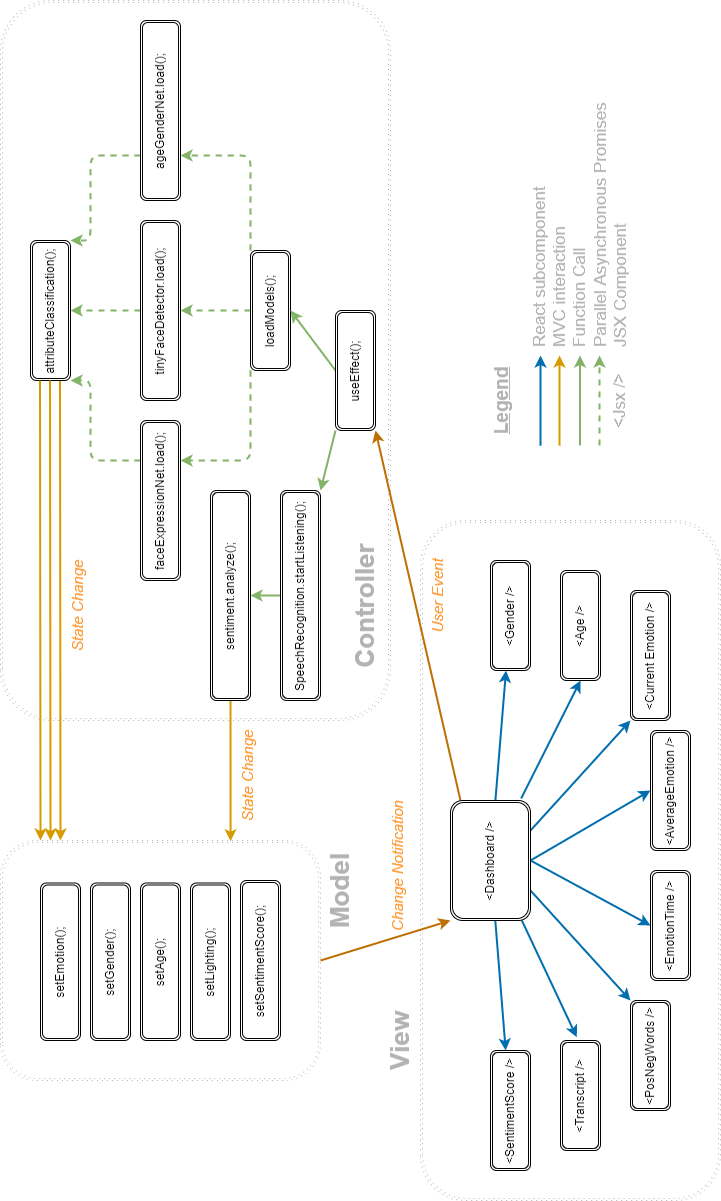 attributeClassification();
ageGenderNet.load();
tinyFaceDetector.load();
faceExpressionNet.load();
loadModels();
useEffect();
sentiment.analyze();
SpeechRecognition.startListening();
Controller
State Change
State Change
User Event
Change Notification
Model
setEmotion();
setGender();
setAge();
setLighting();
setSentimentScore();
View
<Dashboard />
<SentimentScore />
<Transcript />
<PosNegWords />
<EmotionTime />
<AverageEmotion />
<Current Emotion />
<Age />
<Gender />
Legend
React subcomponent
MVC interaction
Function Call
Parallel Asynchronous Promises
<Jsx /> JSX Component